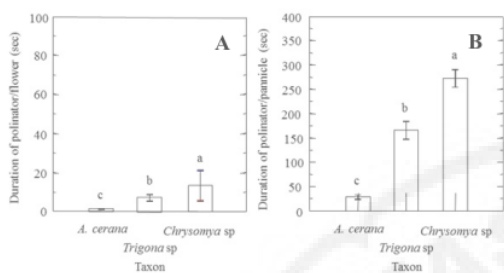 A
Duration of polinator/flower (sec)
100
80
60
40
20
0
c
b
a
A. cerana
Chrysomya sp
Trigona sp
Taxon
B
Duration of polinator/pannicle (sec)
400
350
300
250
200
150
100
50
0
c
b
a
A. cerana
Chrysomya sp
Trigona sp
Taxon